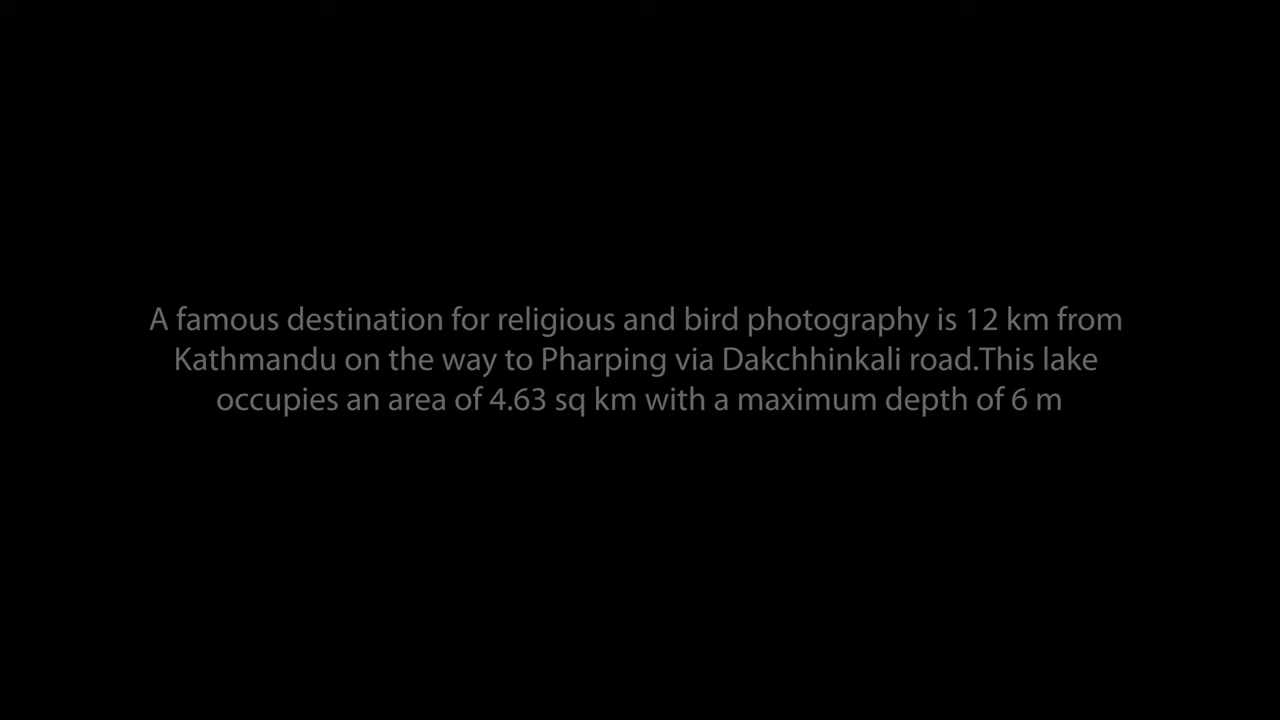 A famous destination for religious and bird photography is 12 km from
Kathmandu on the way to Pharping via Dakchhinkali road.This lake
occupies an area of 4.63 sq km with a maximum depth of 6 m